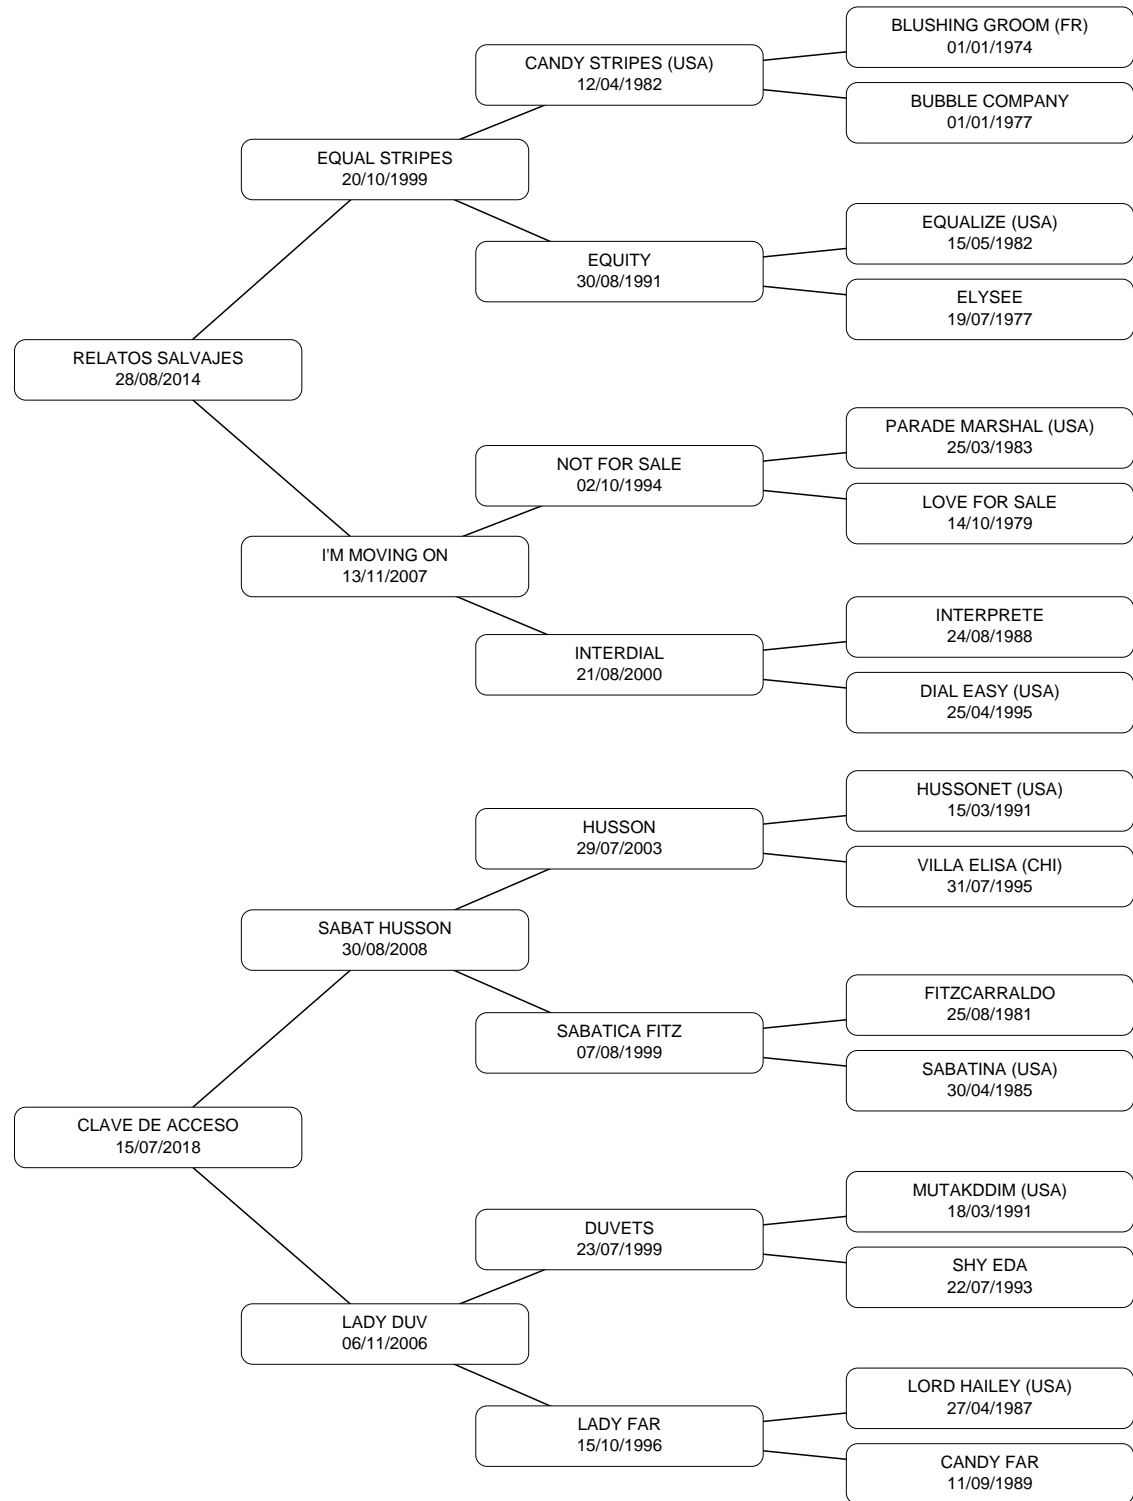 BLUSHING GROOM (FR)
01/01/1974
CANDY STRIPES (USA)
12/04/1982
BUBBLE COMPANY
01/01/1977
EQUAL STRIPES
20/10/1999
EQUALIZE (USA)
15/05/1982
EQUITY
30/08/1991
ELYSEE
19/07/1977
RELATOS SALVAJES
28/08/2014
PARADE MARSHAL (USA)
25/03/1983
NOT FOR SALE
02/10/1994
LOVE FOR SALE
14/10/1979
I'M MOVING ON
13/11/2007
INTERPRETE
24/08/1988
INTERDIAL
21/08/2000
DIAL EASY (USA)
25/04/1995
HUSSONET (USA)
15/03/1991
HUSSON
29/07/2003
VILLA ELISA (CHI)
31/07/1995
SABAT HUSSON
30/08/2008
FITZCARRALDO
25/08/1981
SABATICA FITZ
07/08/1999
SABATINA (USA)
30/04/1985
CLAVE DE ACCESO
15/07/2018
MUTAKDDIM (USA)
18/03/1991
DUVETS
23/07/1999
SHY EDA
22/07/1993
LADY DUV
06/11/2006
LORD HAILEY (USA)
27/04/1987
LADY FAR
15/10/1996
CANDY FAR
11/09/1989